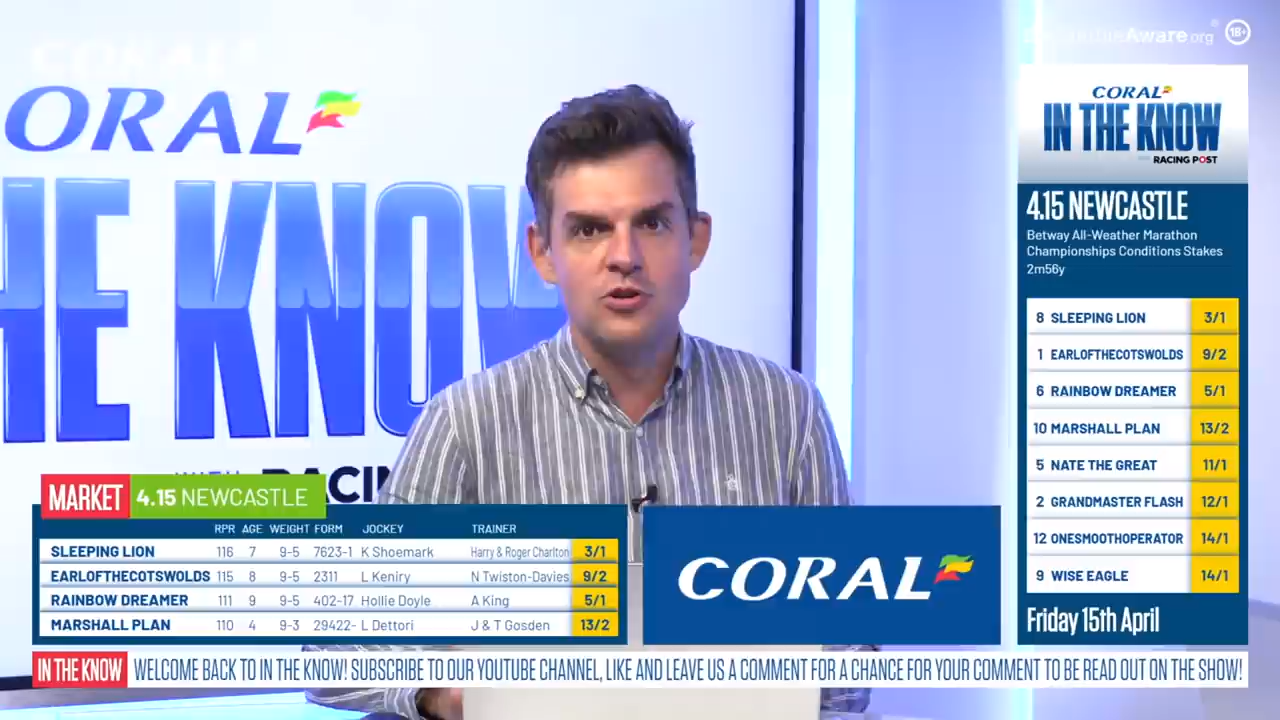 AWARE.org 18+
ORAL
HE KNOW
RACIN
CORAL
IN THE KNOW
RACING POST
4.15 NEWCASTLE
Betway All-Weather Marathon
Championships Conditions Stakes
2m56y
8 SLEEPING LION 3/1
1 EARLOFTHECOTSWOLDS 9/2
6 RAINBOW DREAMER 5/1
10 MARSHALL PLAN 13/2
5 NATE THE GREAT 11/1
2 GRANDMASTER FLASH 12/1
12 ONESMOOTHOPERATOR 14/1
9 WISE EAGLE 14/1
Friday 15th April
MARKET 4.15 NEWCASTLE
RPR AGE WEIGHT FORM JOCKEY TRAINER
SLEEPING LION 116 7 9-5 7623-1 K Shoemark Harry & Roger Charlton 3/1
EARLOFTHECOTSWOLDS 115 8 9-5 2311 L Keniry N Twiston-Davies 9/2
RAINBOW DREAMER 111 9 9-5 402-17 Hollie Doyle A King 5/1
MARSHALL PLAN 110 4 9-3 29422- L Dettori J & T Gosden 13/2
CORAL
IN THE KNOW WELCOME BACK TO IN THE KNOW! SUBSCRIBE TO OUR YOUTUBE CHANNEL, LIKE AND LEAVE US A COMMENT FOR A CHANCE FOR YOUR COMMENT TO BE READ OUT ON THE SHOW!